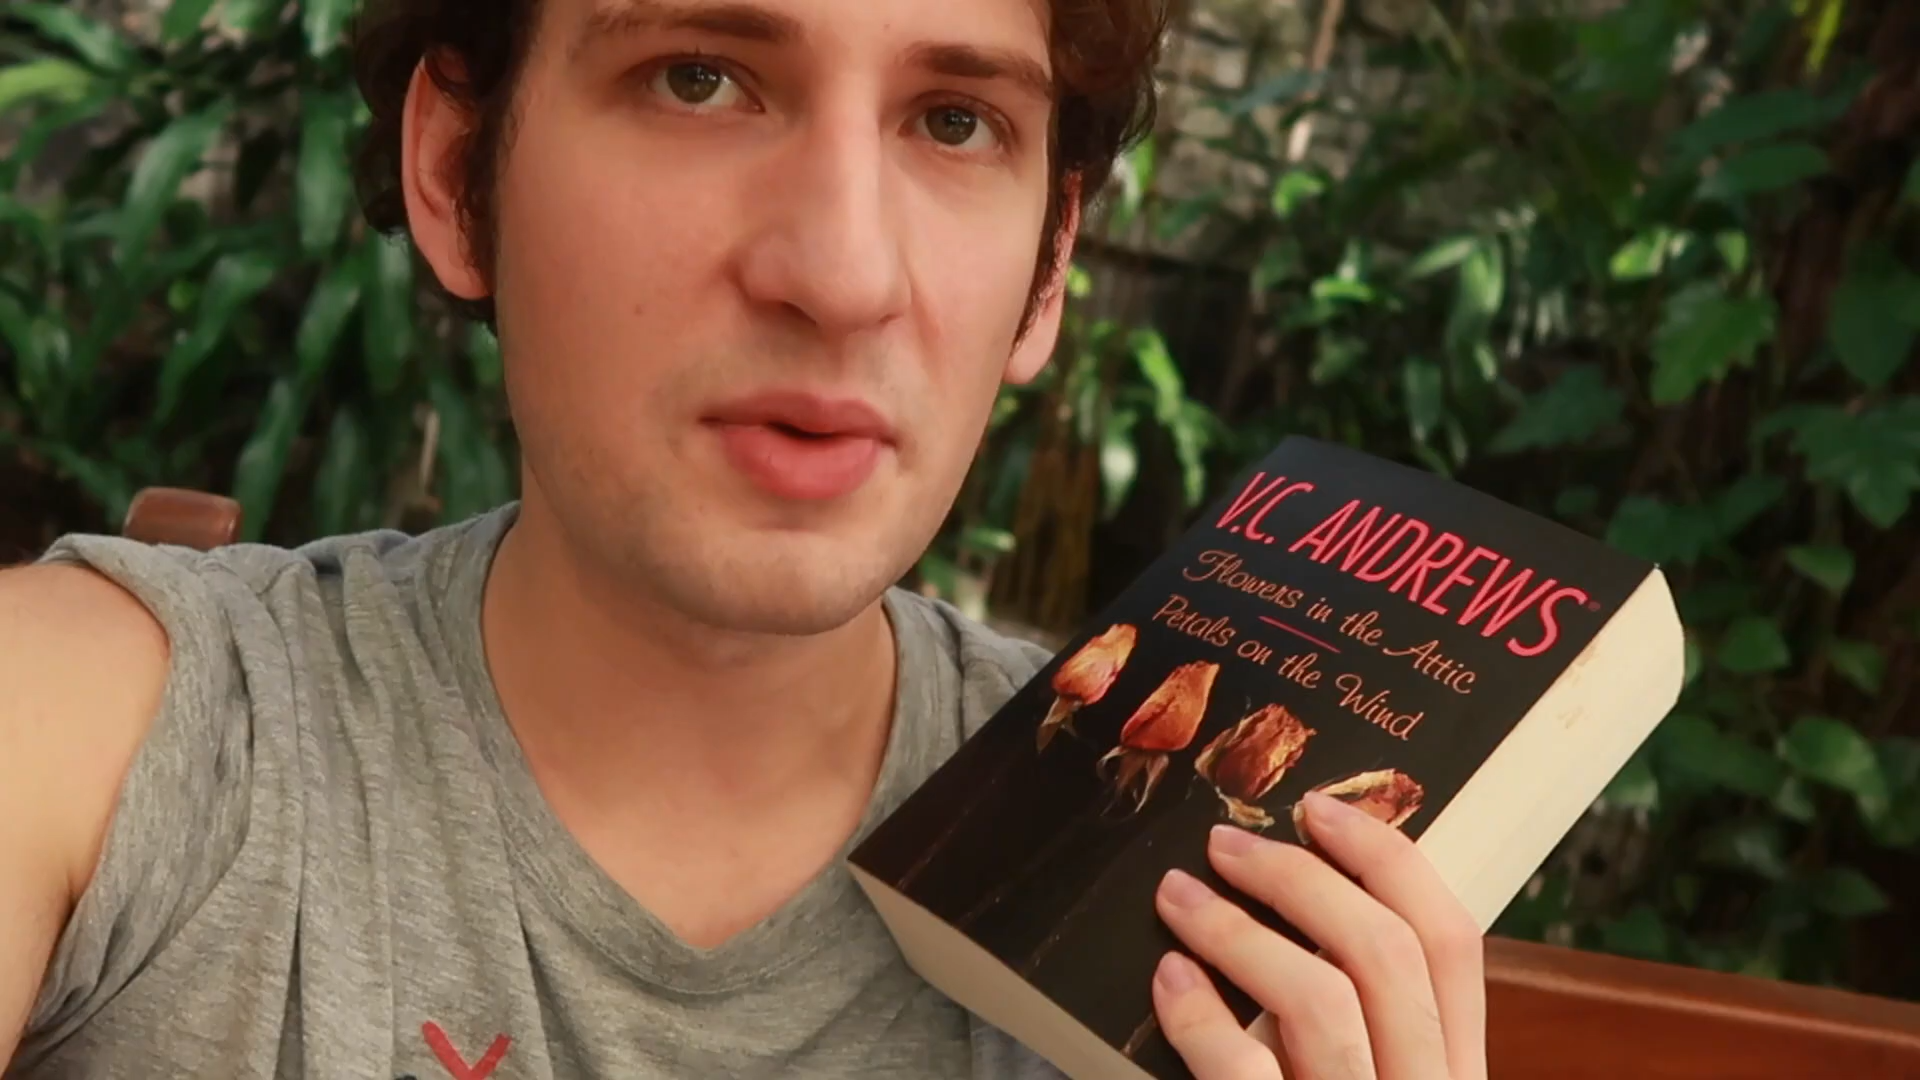 V.C. ANDREWS®
Flowers in the Attic
Petals on the Wind